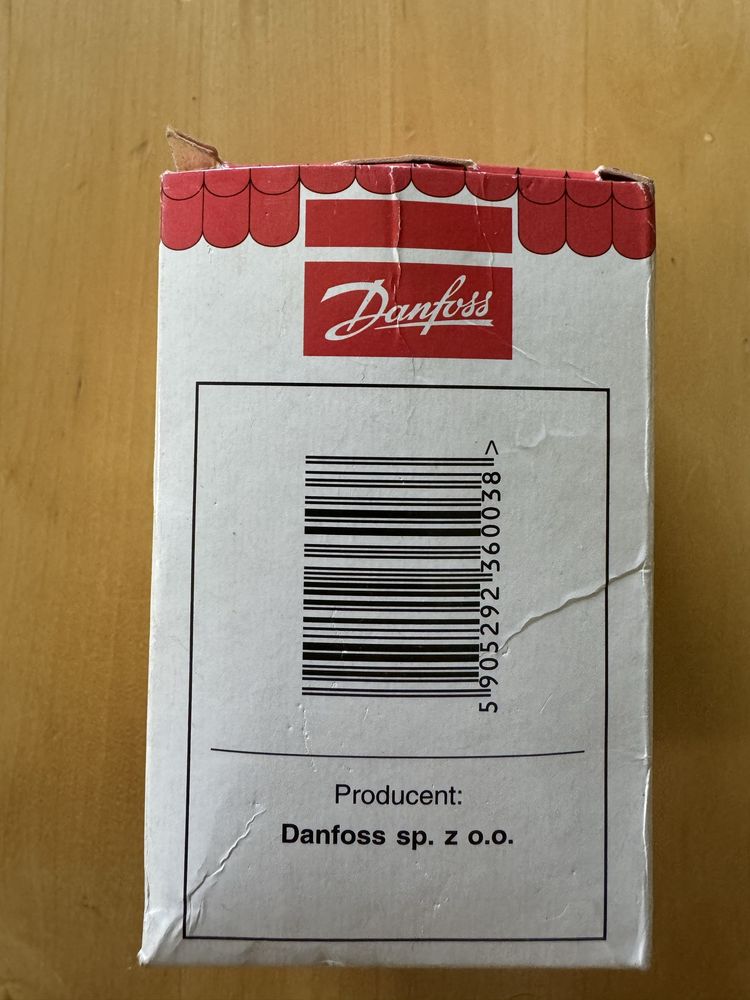 Danfoss
5 905292 360038 >
Producent:
Danfoss sp. z o.o.